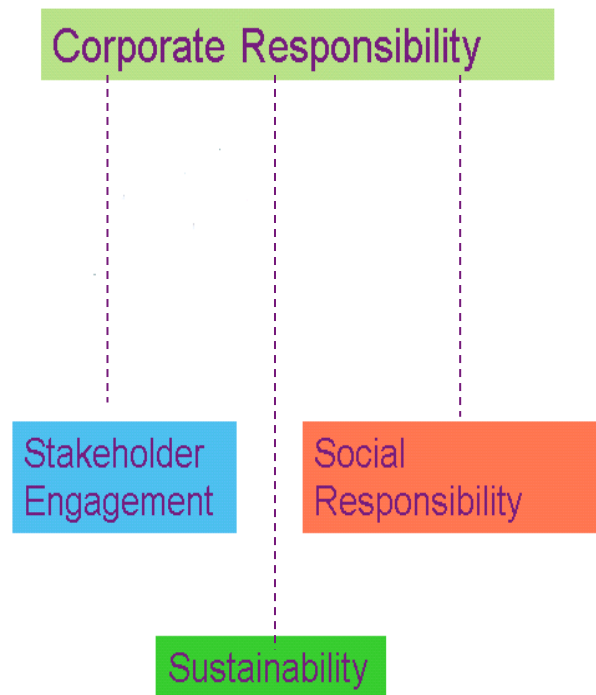 Corporate Responsibility
Stakeholder
Engagement
Social
Responsibility
Sustainability